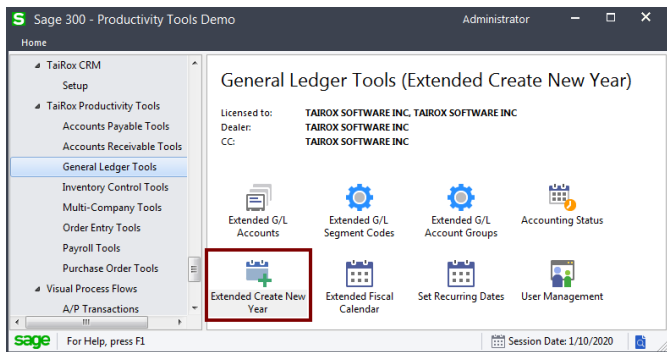 S Sage 300 - Productivity Tools Demo
Administrator
Home
TaiRox CRM
Setup
TaiRox Productivity Tools
Accounts Payable Tools
Accounts Receivable Tools
General Ledger Tools
Inventory Control Tools
Multi-Company Tools
Order Entry Tools
Payroll Tools
Purchase Order Tools
Visual Process Flows
A/P Transactions
General Ledger Tools (Extended Create New Year)
Licensed to: TAIROX SOFTWARE INC, TAIROX SOFTWARE INC
Dealer: TAIROX SOFTWARE INC
CC: TAIROX SOFTWARE INC
Extended G/L
Accounts
Extended G/L
Segment Codes
Extended G/L
Account Groups
Accounting Status
Extended Create New
Year
Extended Fiscal
Calendar
Set Recurring Dates
User Management
sage For Help, press F1
Session Date: 1/10/2020